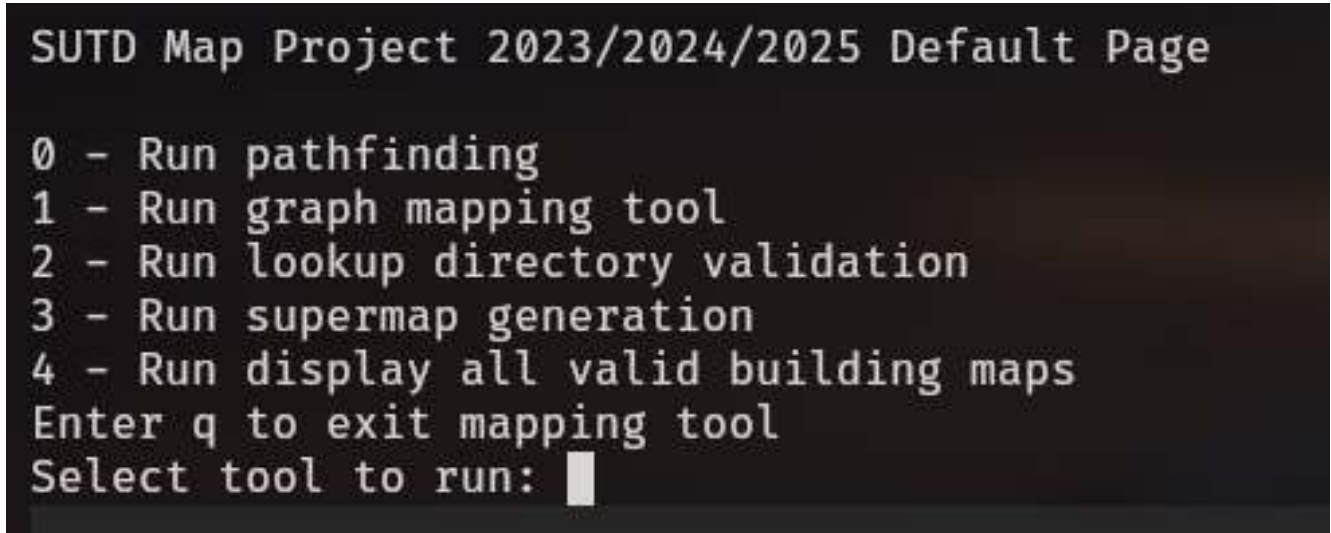 SUTD Map Project 2023/2024/2025 Default Page
0 - Run pathfinding
1 - Run graph mapping tool
2 - Run lookup directory validation
3 - Run supermap generation
4 - Run display all valid building maps
Enter q to exit mapping tool
Select tool to run: